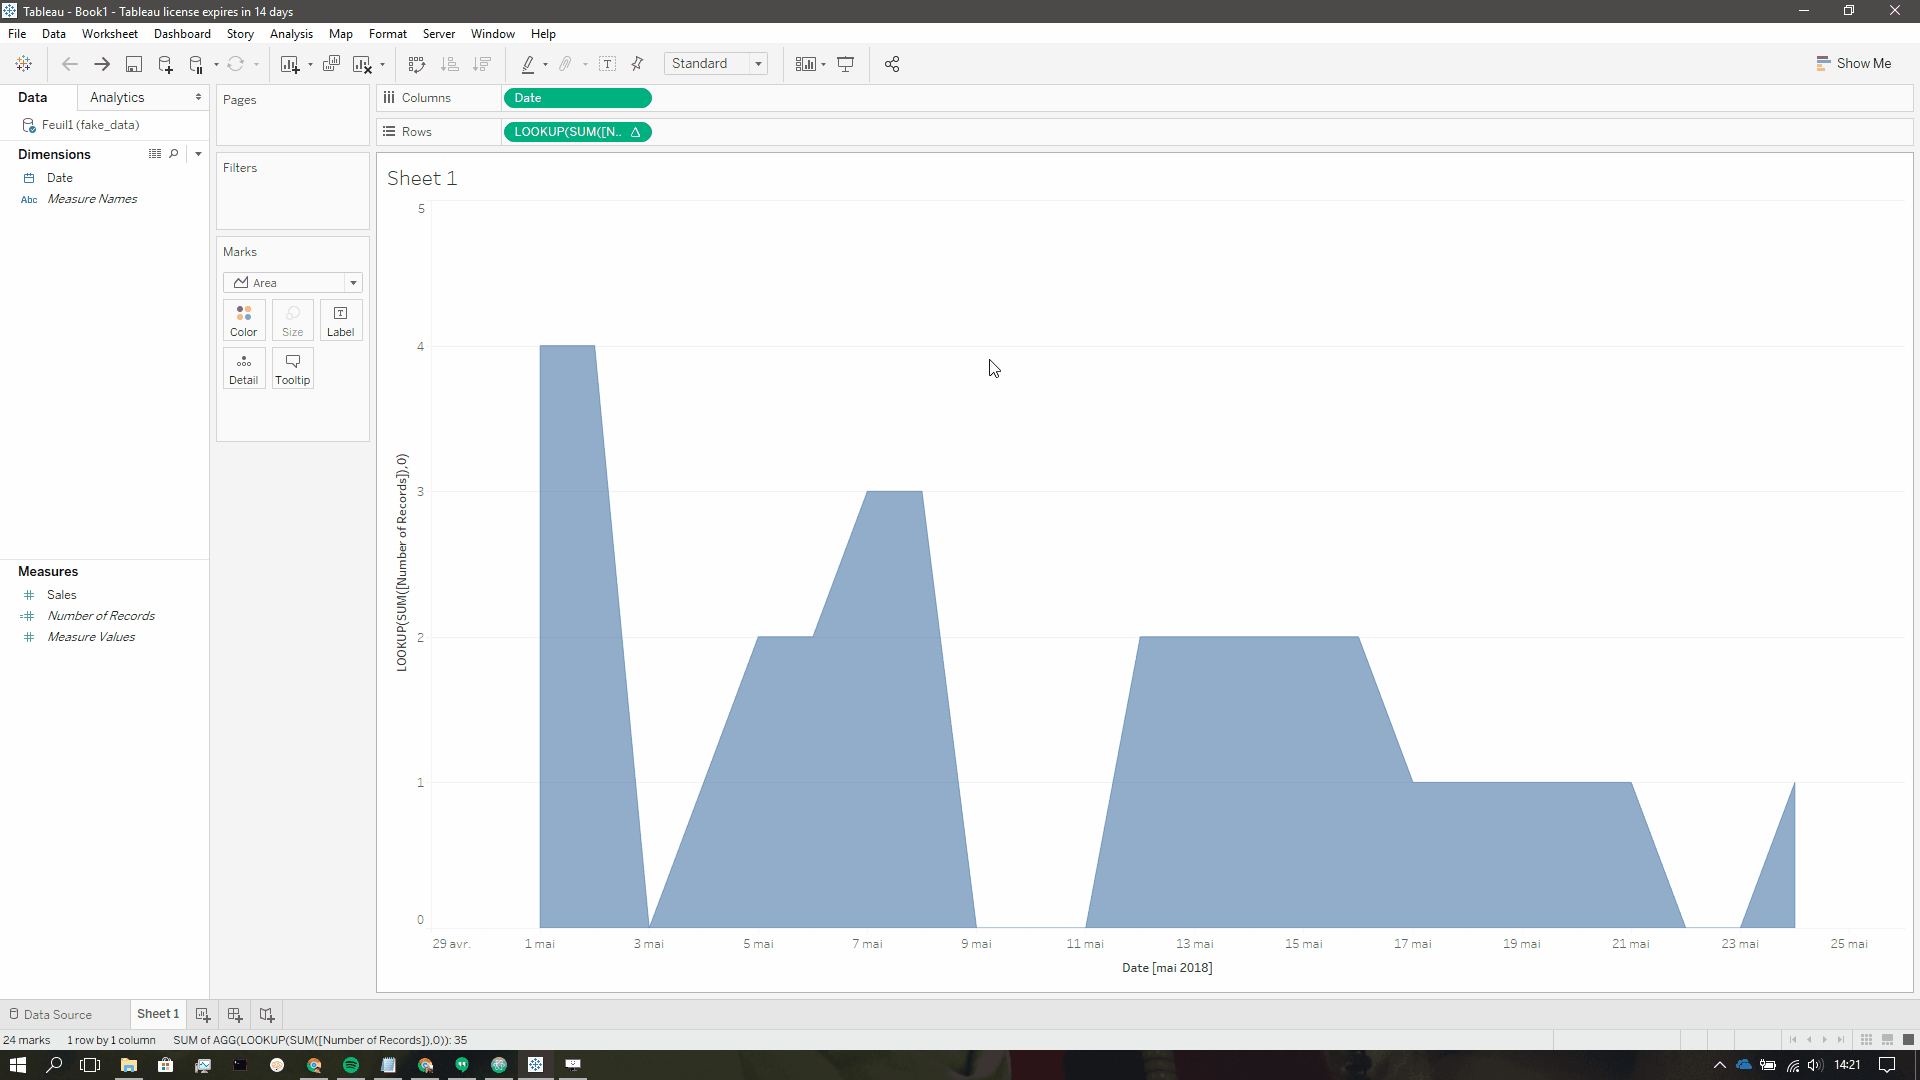 Tableau - Book1 - Tableau license expires in 14 days
File Data Worksheet Dashboard Story Analysis Map Format Server Window Help
Standard
Show Me
Data Analytics
Feuil1 (fake_data)
Dimensions
Date
Abc Measure Names
Measures
Sales
Number of Records
Measure Values
Pages
Filters
Marks
Area
Color Size Label
Detail Tooltip
Columns Date
Rows LOOKUP(SUM([N..
Sheet 1
5
4
3
2
1
0
LOOKUP(SUM([Number of Records]),0)
29 avr. 1 mai 3 mai 5 mai 7 mai 9 mai 11 mai 13 mai 15 mai 17 mai 19 mai 21 mai 23 mai 25 mai
Date [mai 2018]
Data Source Sheet 1
24 marks 1 row by 1 column SUM of AGG(LOOKUP(SUM([Number of Records]),0)): 35
14:21